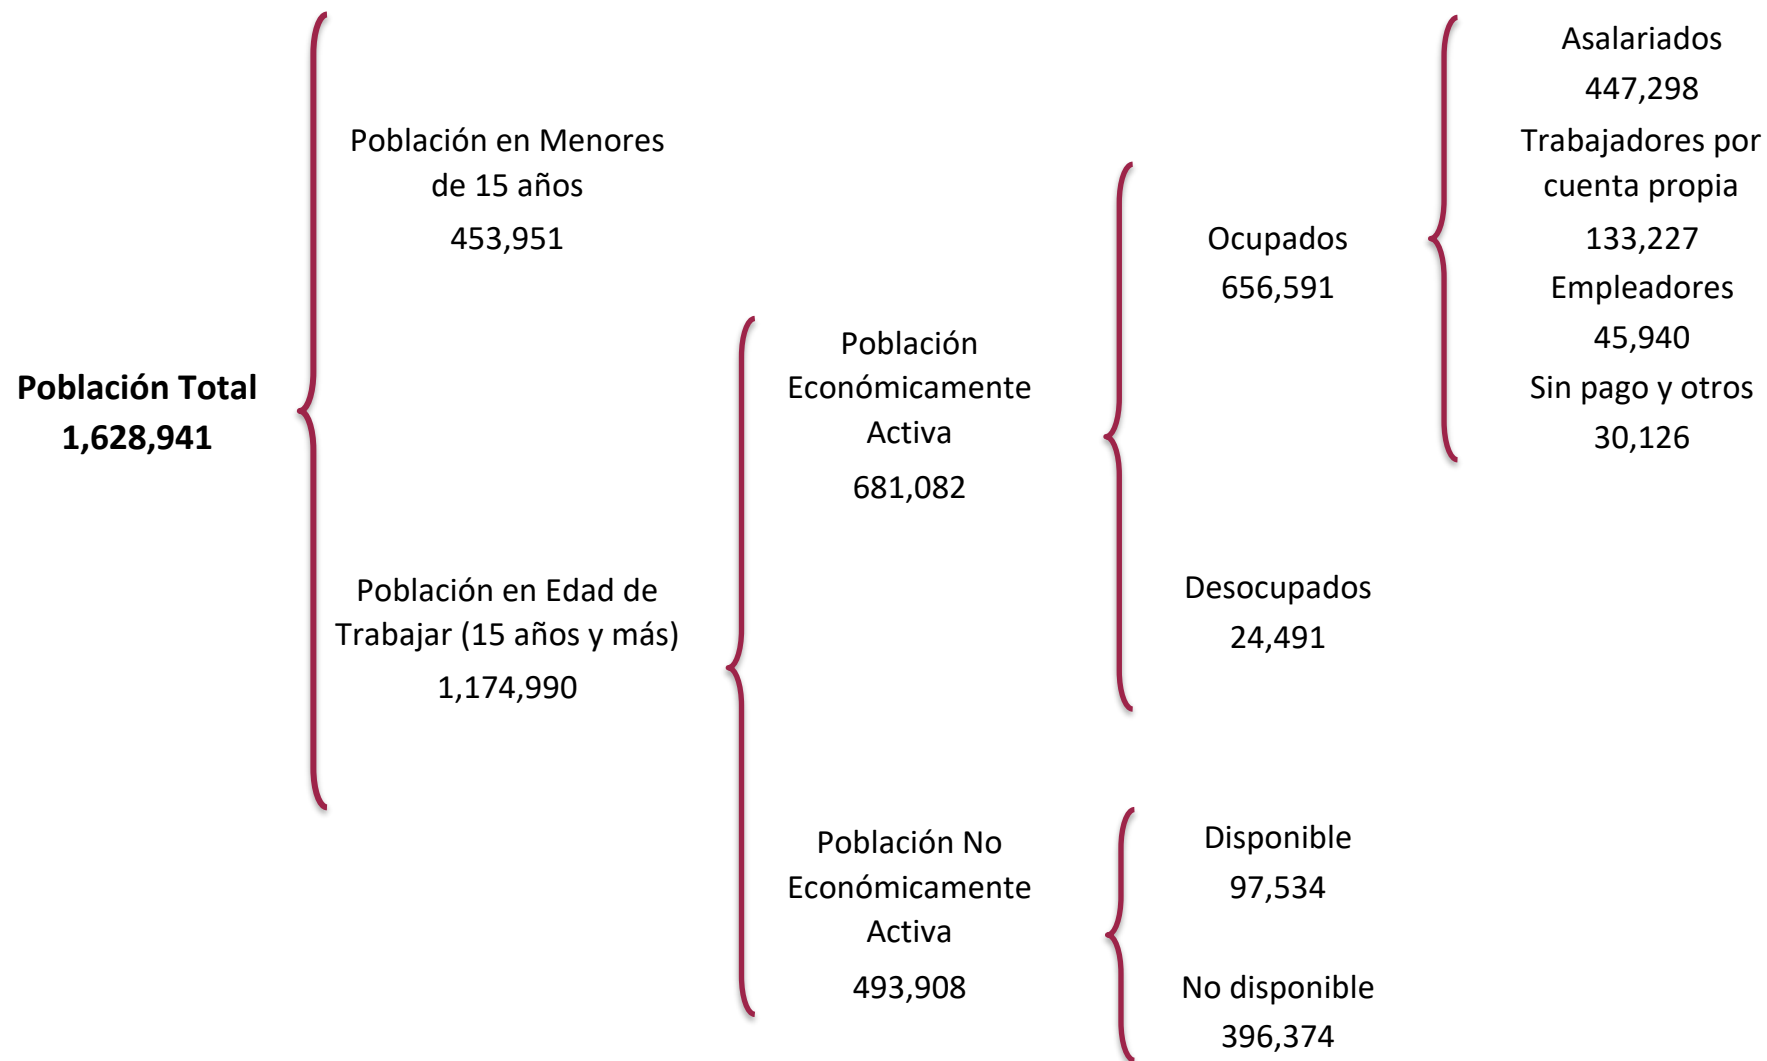 Población Total
1,628,941
Población en Menores
de 15 años
453,951
Población en Edad de
Trabajar (15 años y más)
1,174,990
Población
Económicamente
Activa
681,082
Población No
Económicamente
Activa
493,908
Ocupados
656,591
Desocupados
24,491
Disponible
97,534
No disponible
396,374
Asalariados
447,298
Trabajadores por
cuenta propia
133,227
Empleadores
45,940
Sin pago y otros
30,126